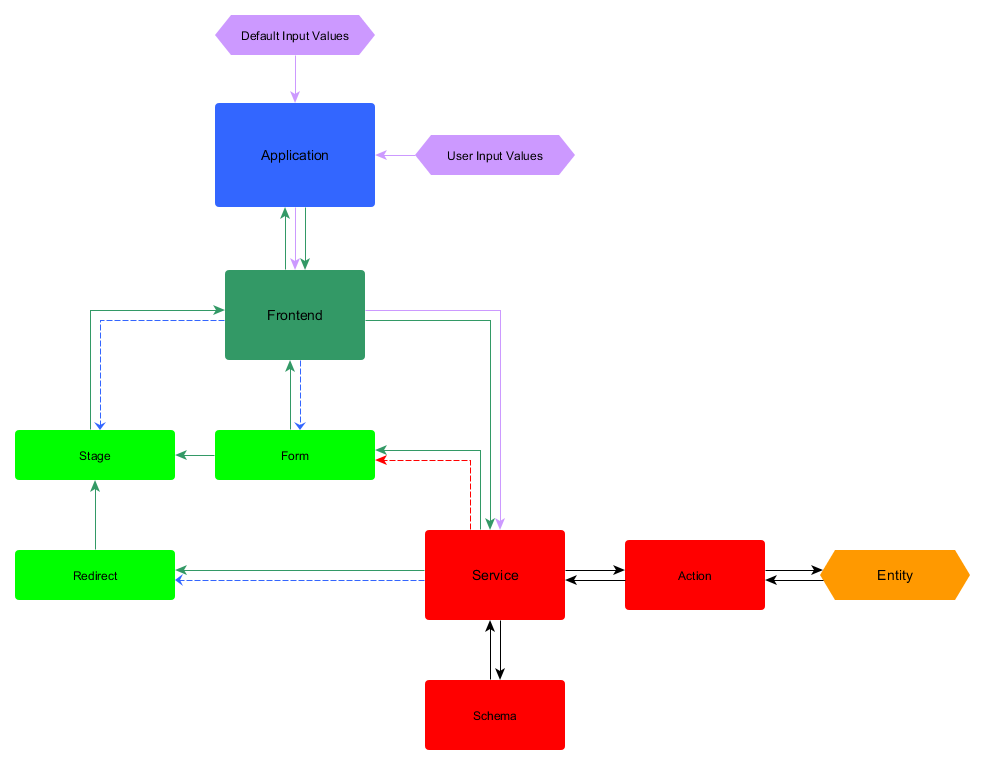 Default Input Values
Application
User Input Values
Frontend
Stage
Form
Redirect
Service
Action
Entity
Schema